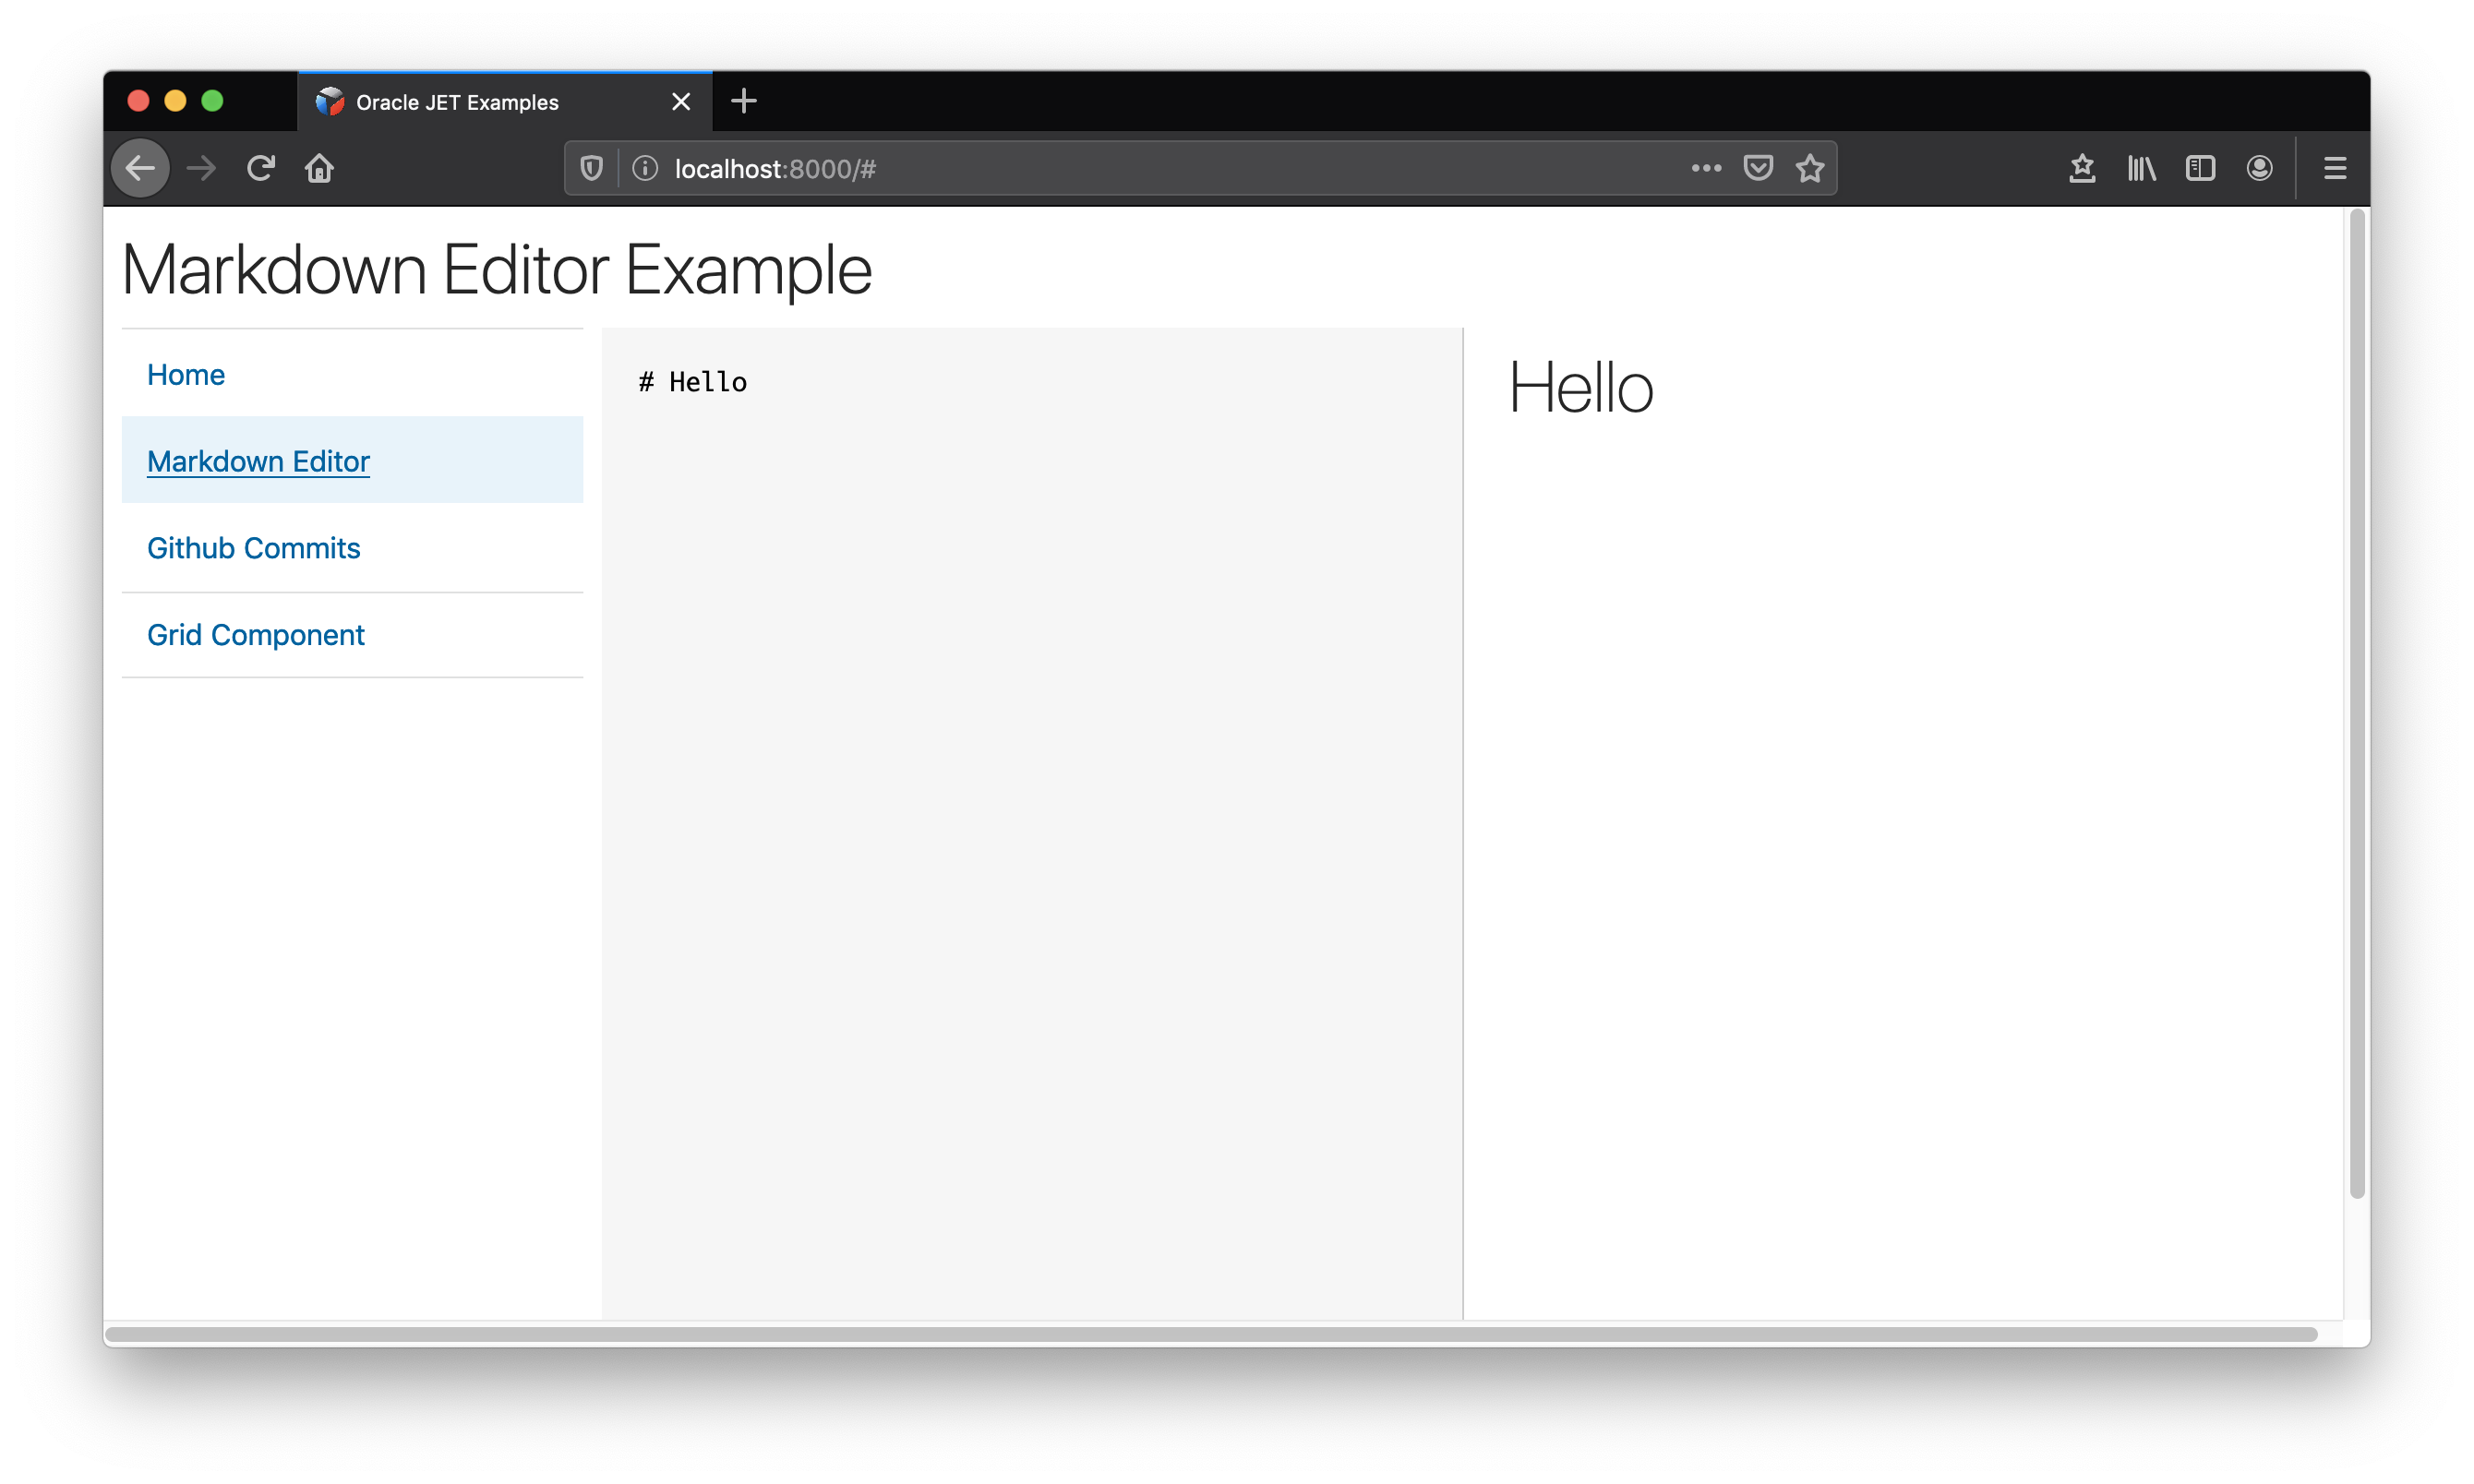 Oracle JET Examples
localhost:8000/#
Markdown Editor Example
Home
Markdown Editor
Github Commits
Grid Component
# Hello
Hello